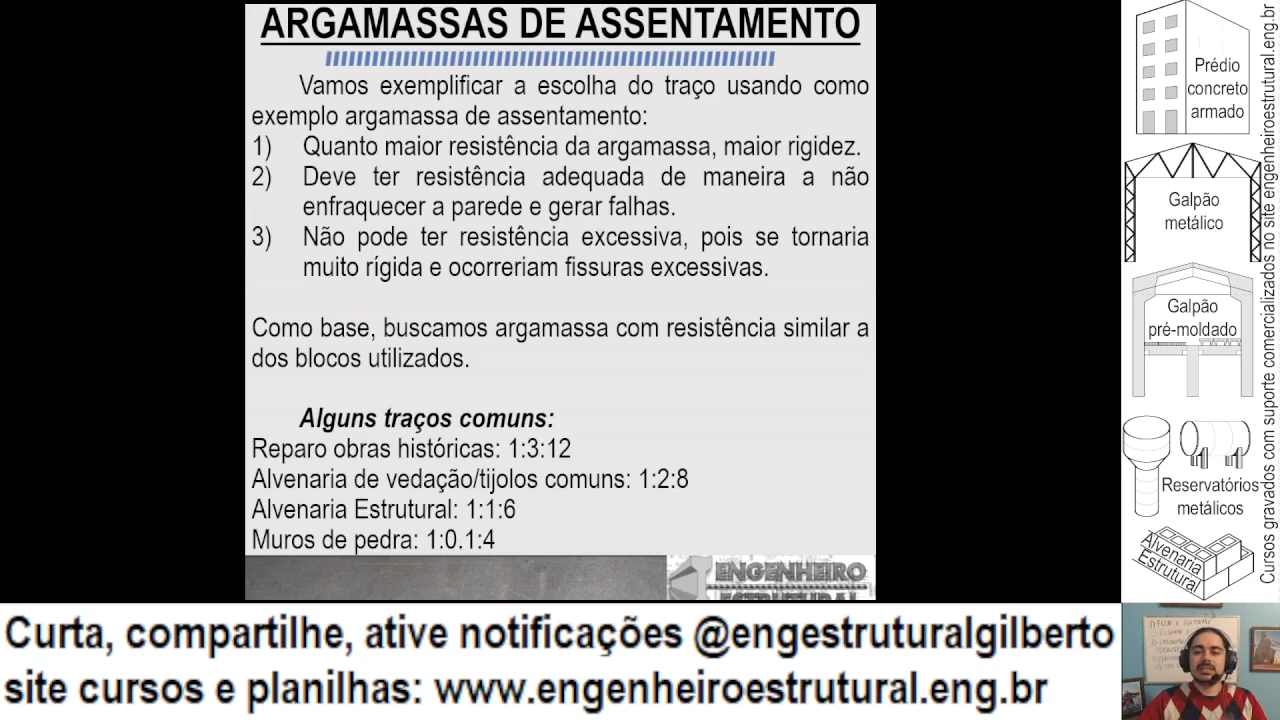 ARGAMASSAS DE ASSENTAMENTO
Vamos exemplificar a escolha do traço usando como
exemplo argamassa de assentamento:
1) Quanto maior resistência da argamassa, maior rigidez.
2) Deve ter resistência adequada de maneira a não
enfraquecer a parede e gerar falhas.
3) Não pode ter resistência excessiva, pois se tornaria
muito rígida e ocorreriam fissuras excessivas.
Como base, buscamos argamassa com resistência similar a
dos blocos utilizados.
Alguns traços comuns:
Reparo obras históricas: 1:3:12
Alvenaria de vedação/tijolos comuns: 1:2:8
Alvenaria Estrutural: 1:1:6
Muros de pedra: 1:0.1:4
ENGENHEIRO
ESTRUTURAL
Prédio
concreto
armado
Galpão
metálico
Galpão
pré-moldado
Reservatórios
metálicos
Alvenaria
Estrutural
Cursos gravados com suporte comercializados no site engenheiroestrutural.eng.br
Curta, compartilhe, ative notificações @engestruturalgilberto
site cursos e planilhas: www.engenheiroestrutural.eng.br